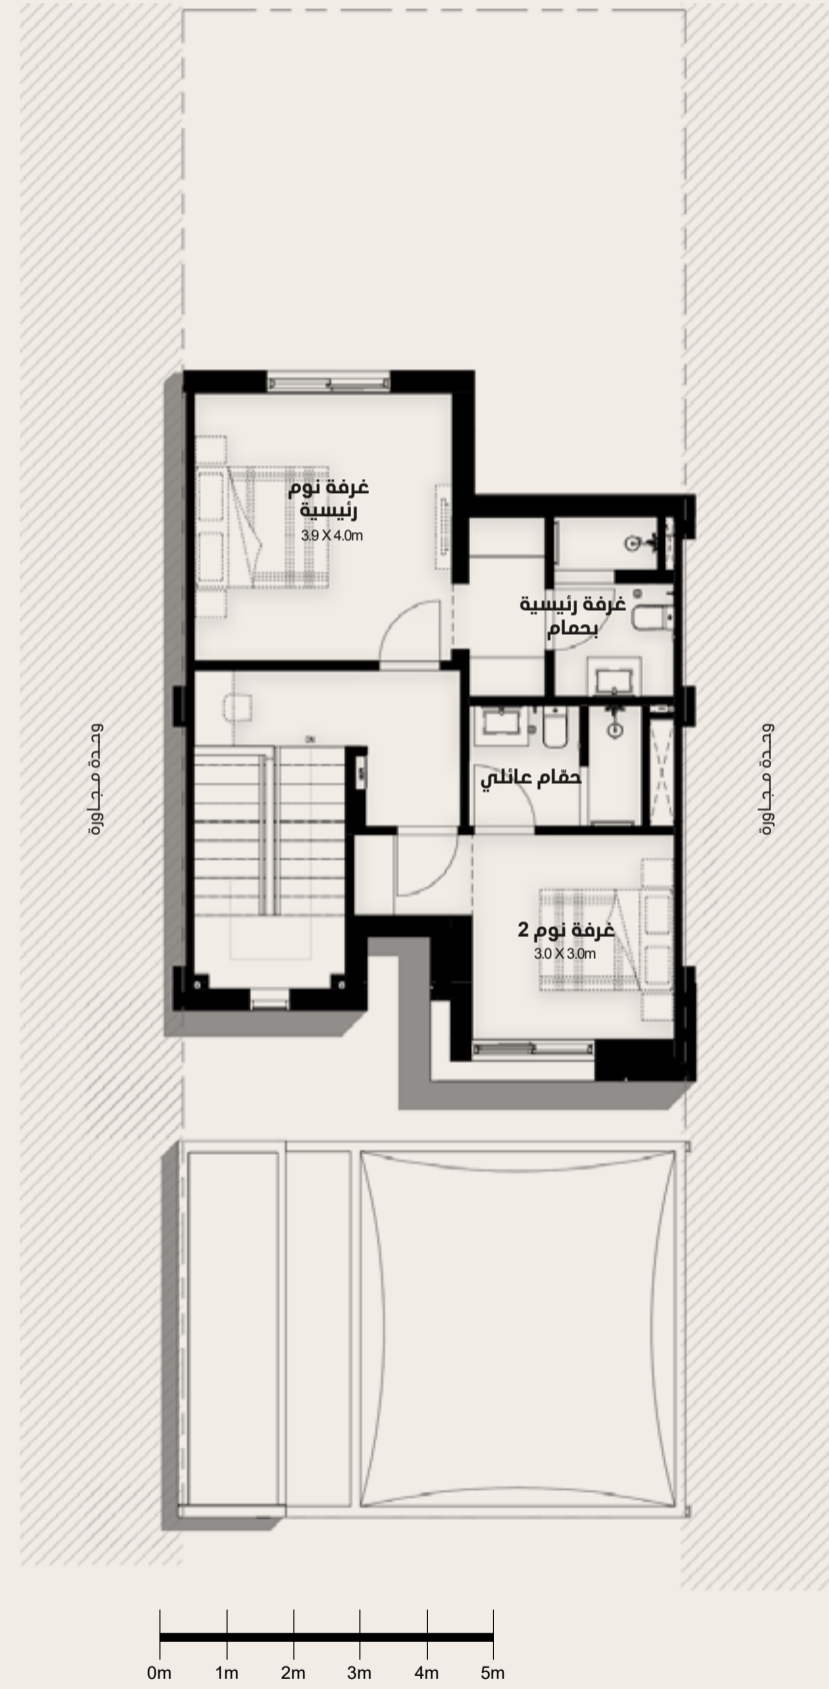 غرفة نوم
رئيسية
3.9 X 4.0m
غرفة رئيسية
بحمام
DN
حمّام عائلي
وحدة مجاورة
وحدة مجاورة
غرفة نوم 2
3.0 X 3.0m
0m 1m 2m 3m 4m 5m